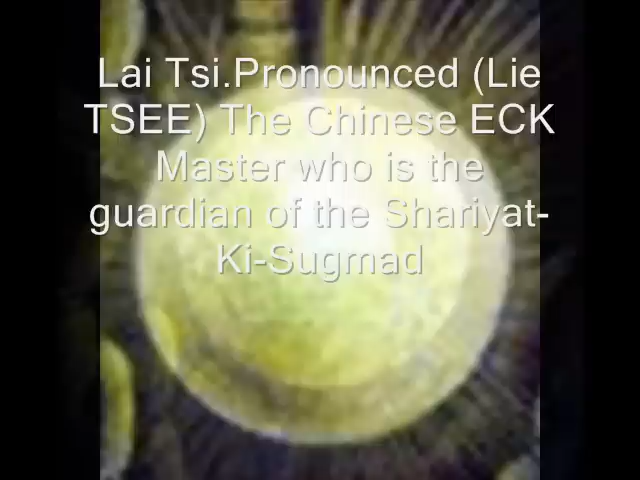 Lai Tsi.Pronounced (Lie
TSEE) The Chinese ECK
Master who is the
guardian of the Shariyat-
Ki-Sugmad